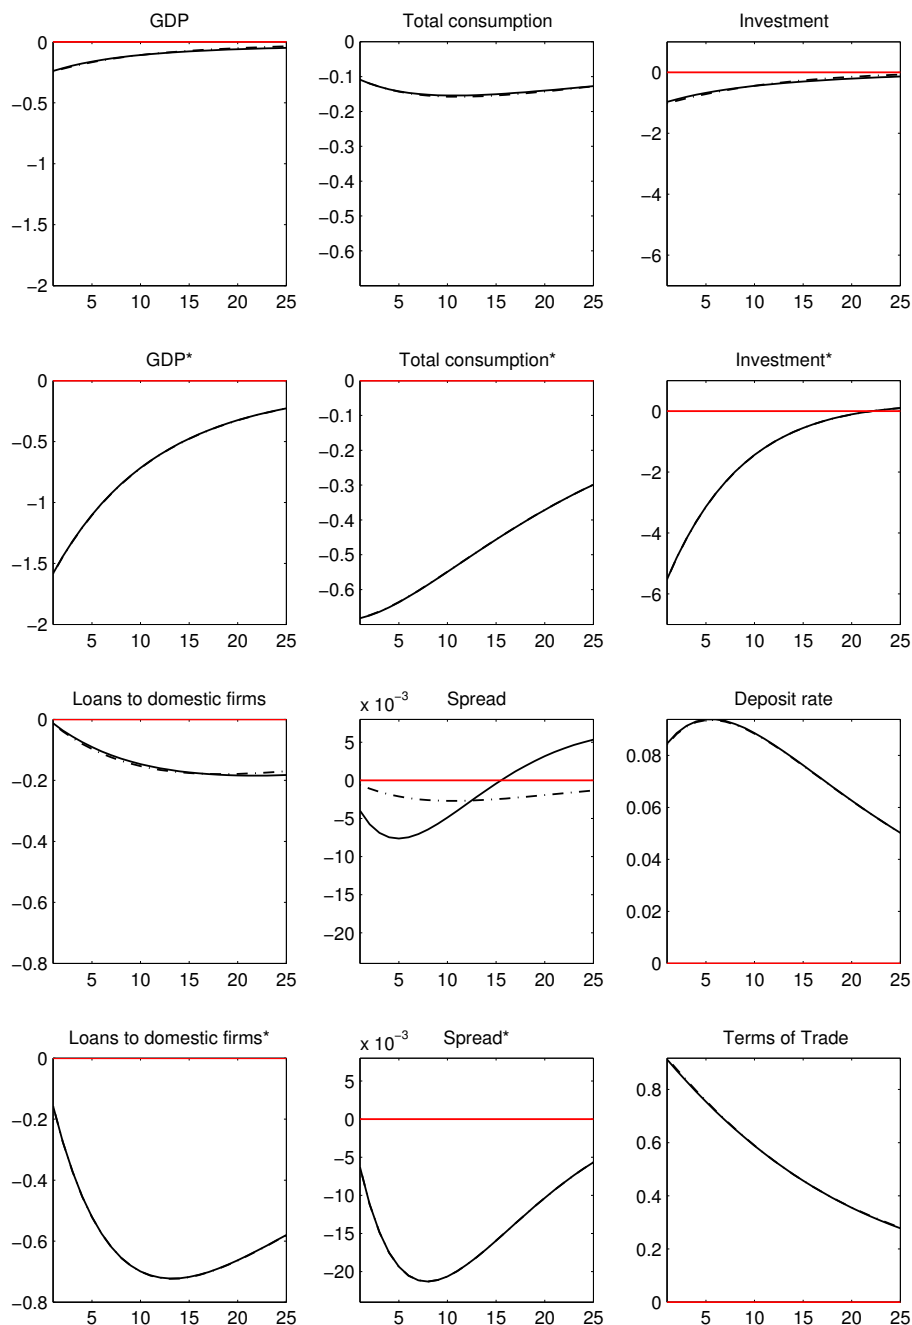 GDP
Total consumption
Investment
0
−0.5
−1
−1.5
−2
5 10 15 20 25
0
−0.1
−0.2
−0.3
−0.4
−0.5
−0.6
5 10 15 20 25
0
−2
−4
−6
5 10 15 20 25
GDP*
Total consumption*
Investment*
0
−0.5
−1
−1.5
−2
5 10 15 20 25
0
−0.1
−0.2
−0.3
−0.4
−0.5
−0.6
5 10 15 20 25
0
−2
−4
−6
5 10 15 20 25
Loans to domestic firms
Spread
Deposit rate
0
−0.2
−0.4
−0.6
−0.8
5 10 15 20 25
x 10−3
5
0
−5
−10
−15
−20
5 10 15 20 25
0.08
0.06
0.04
0.02
0
5 10 15 20 25
Loans to domestic firms*
Spread*
Terms of Trade
0
−0.2
−0.4
−0.6
−0.8
5 10 15 20 25
x 10−3
5
0
−5
−10
−15
−20
5 10 15 20 25
0.8
0.6
0.4
0.2
0
5 10 15 20 25